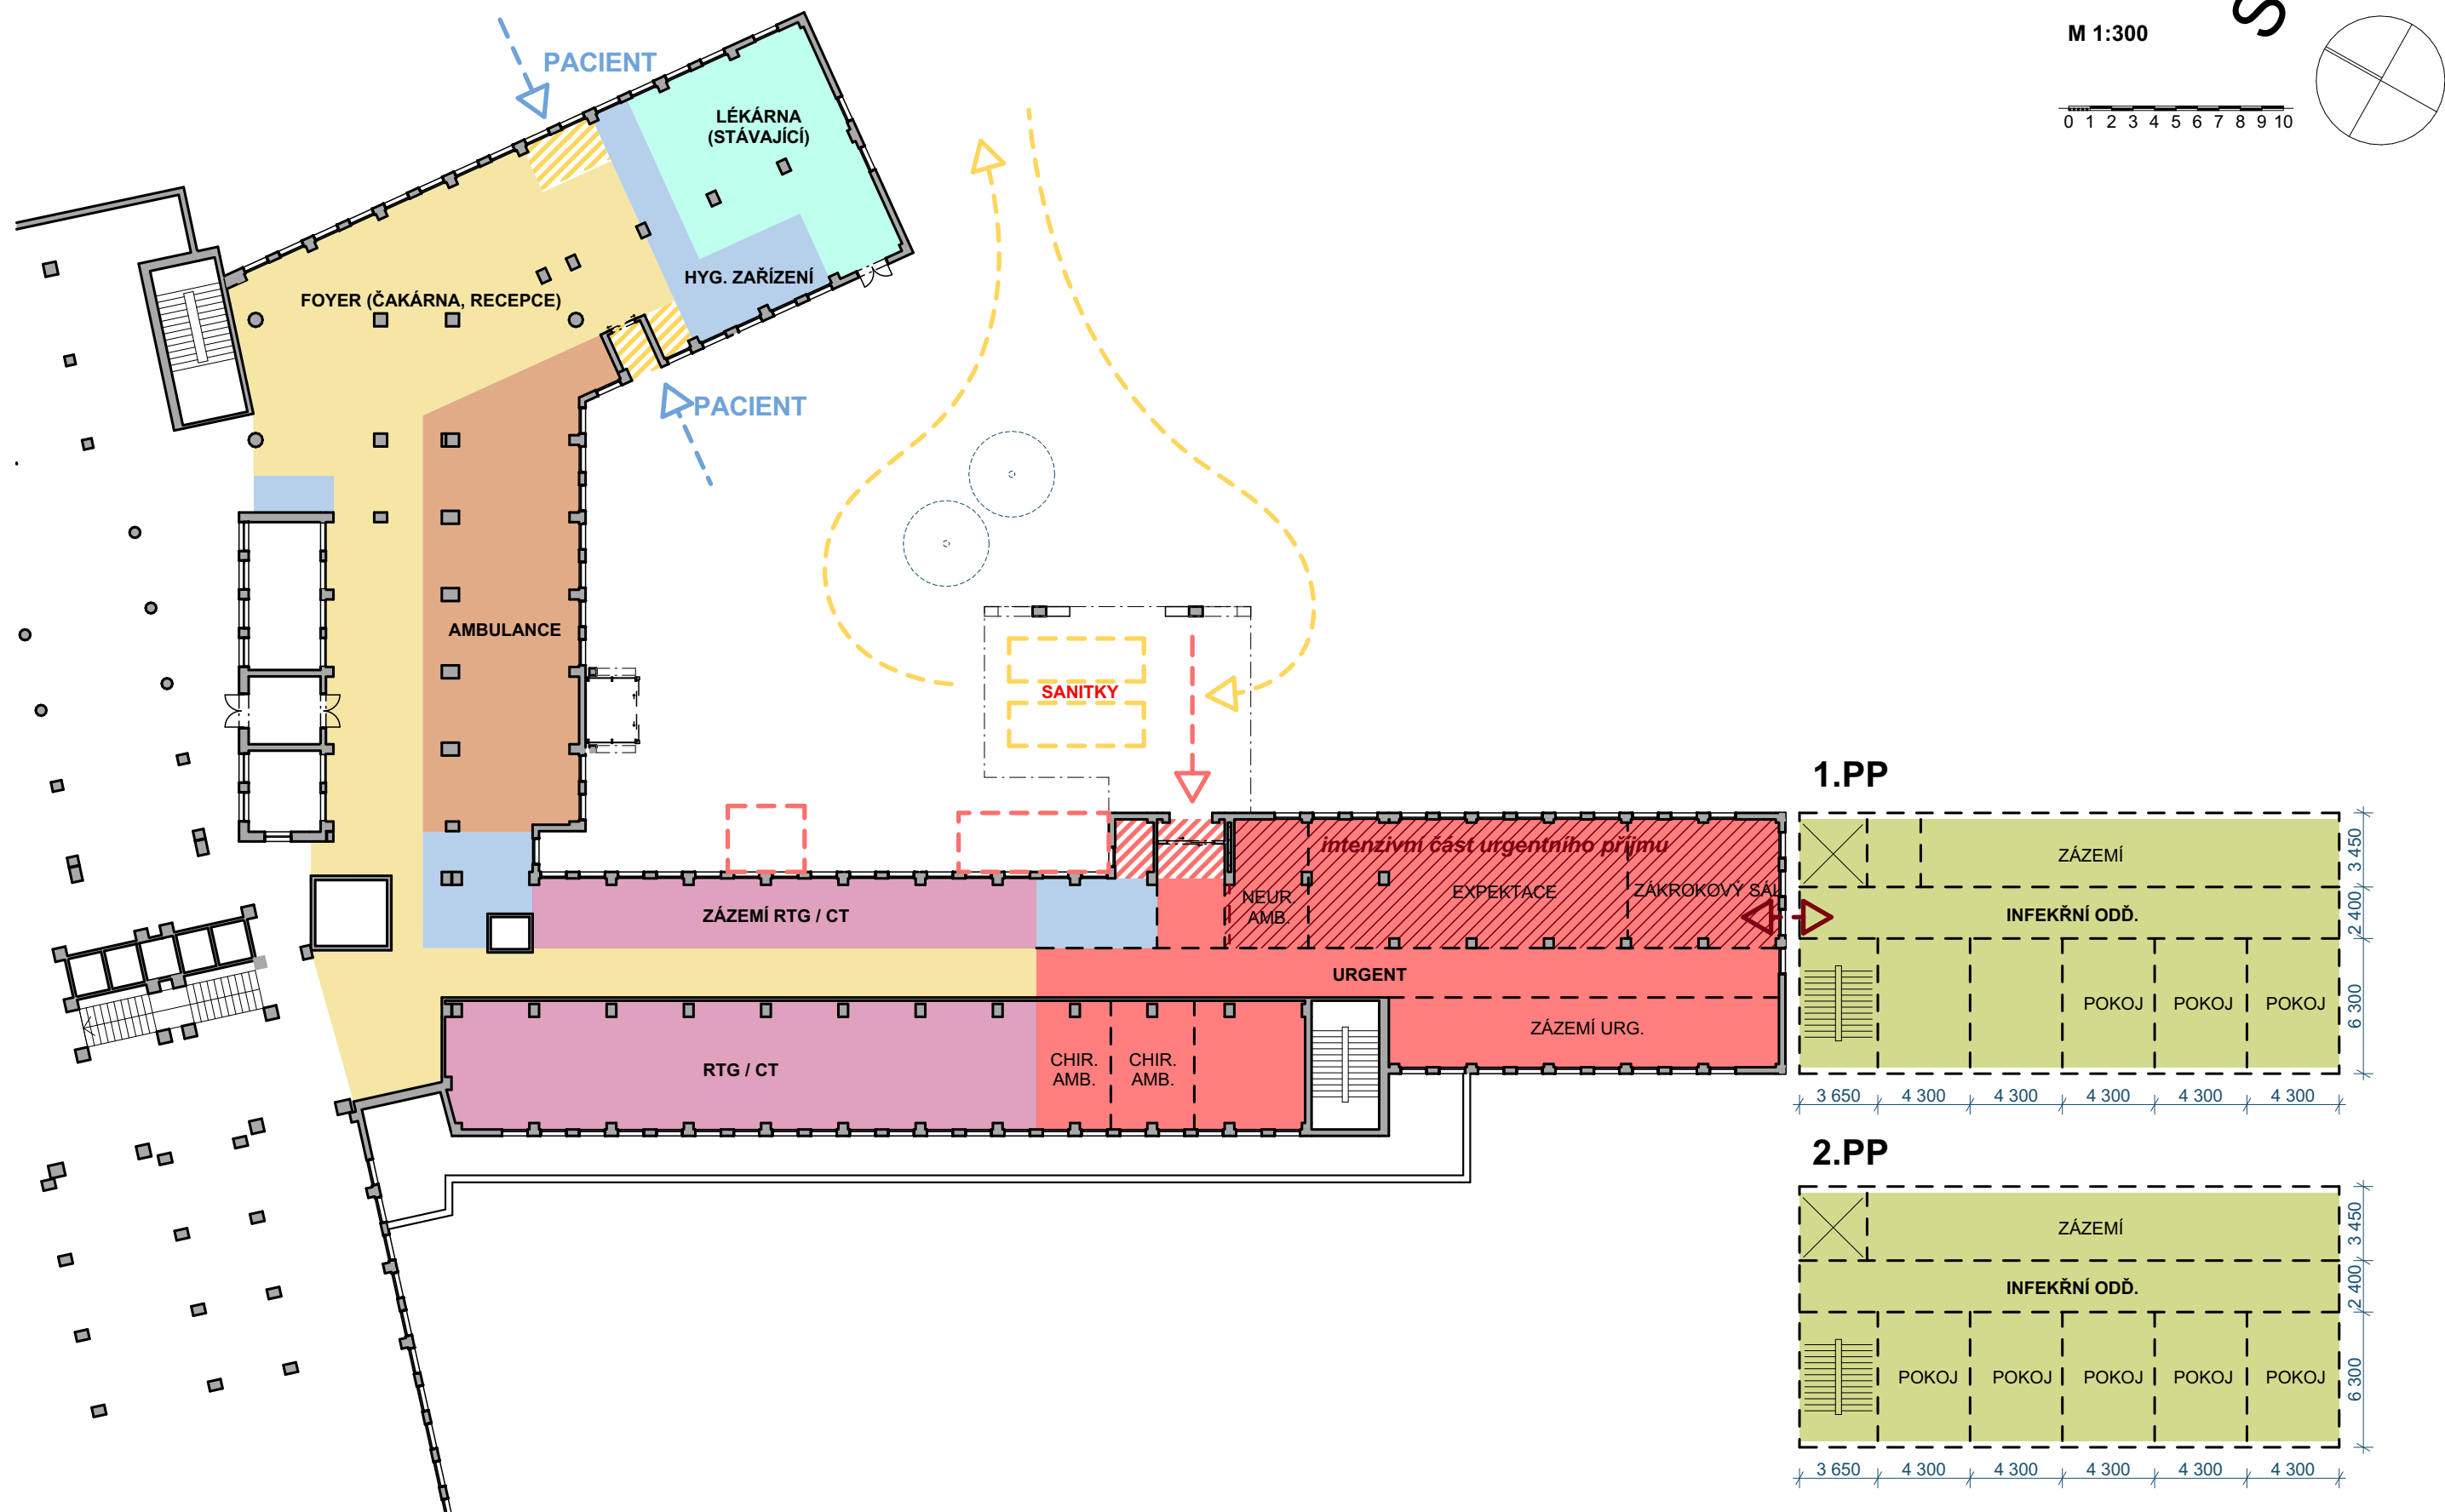 M 1:300
S
0 1 2 3 4 5 6 7 8 9 10
PACIENT
LÉKÁRNA
(STÁVAJÍCÍ)
HYG. ZAŘÍZENÍ
FOYER (ČAKÁRNA, RECEPCE)
PACIENT
AMBULANCE
SANITKY
intenzivní část urgentního příjmu
NEUR.
AMB.
EXPEKTACE
ZÁKROKOVÝ SÁL
ZÁZEMÍ RTG / CT
URGENT
ZÁZEMÍ URG.
RTG / CT
CHIR.
AMB.
CHIR.
AMB.
1.PP
ZÁZEMÍ
INFEKŘNÍ ODĎ.
POKOJ POKOJ POKOJ
3 450
2 400
6 300
3 650 4 300 4 300 4 300 4 300 4 300
2.PP
ZÁZEMÍ
INFEKŘNÍ ODĎ.
POKOJ POKOJ POKOJ POKOJ POKOJ
3 450
2 400
6 300
3 650 4 300 4 300 4 300 4 300 4 300